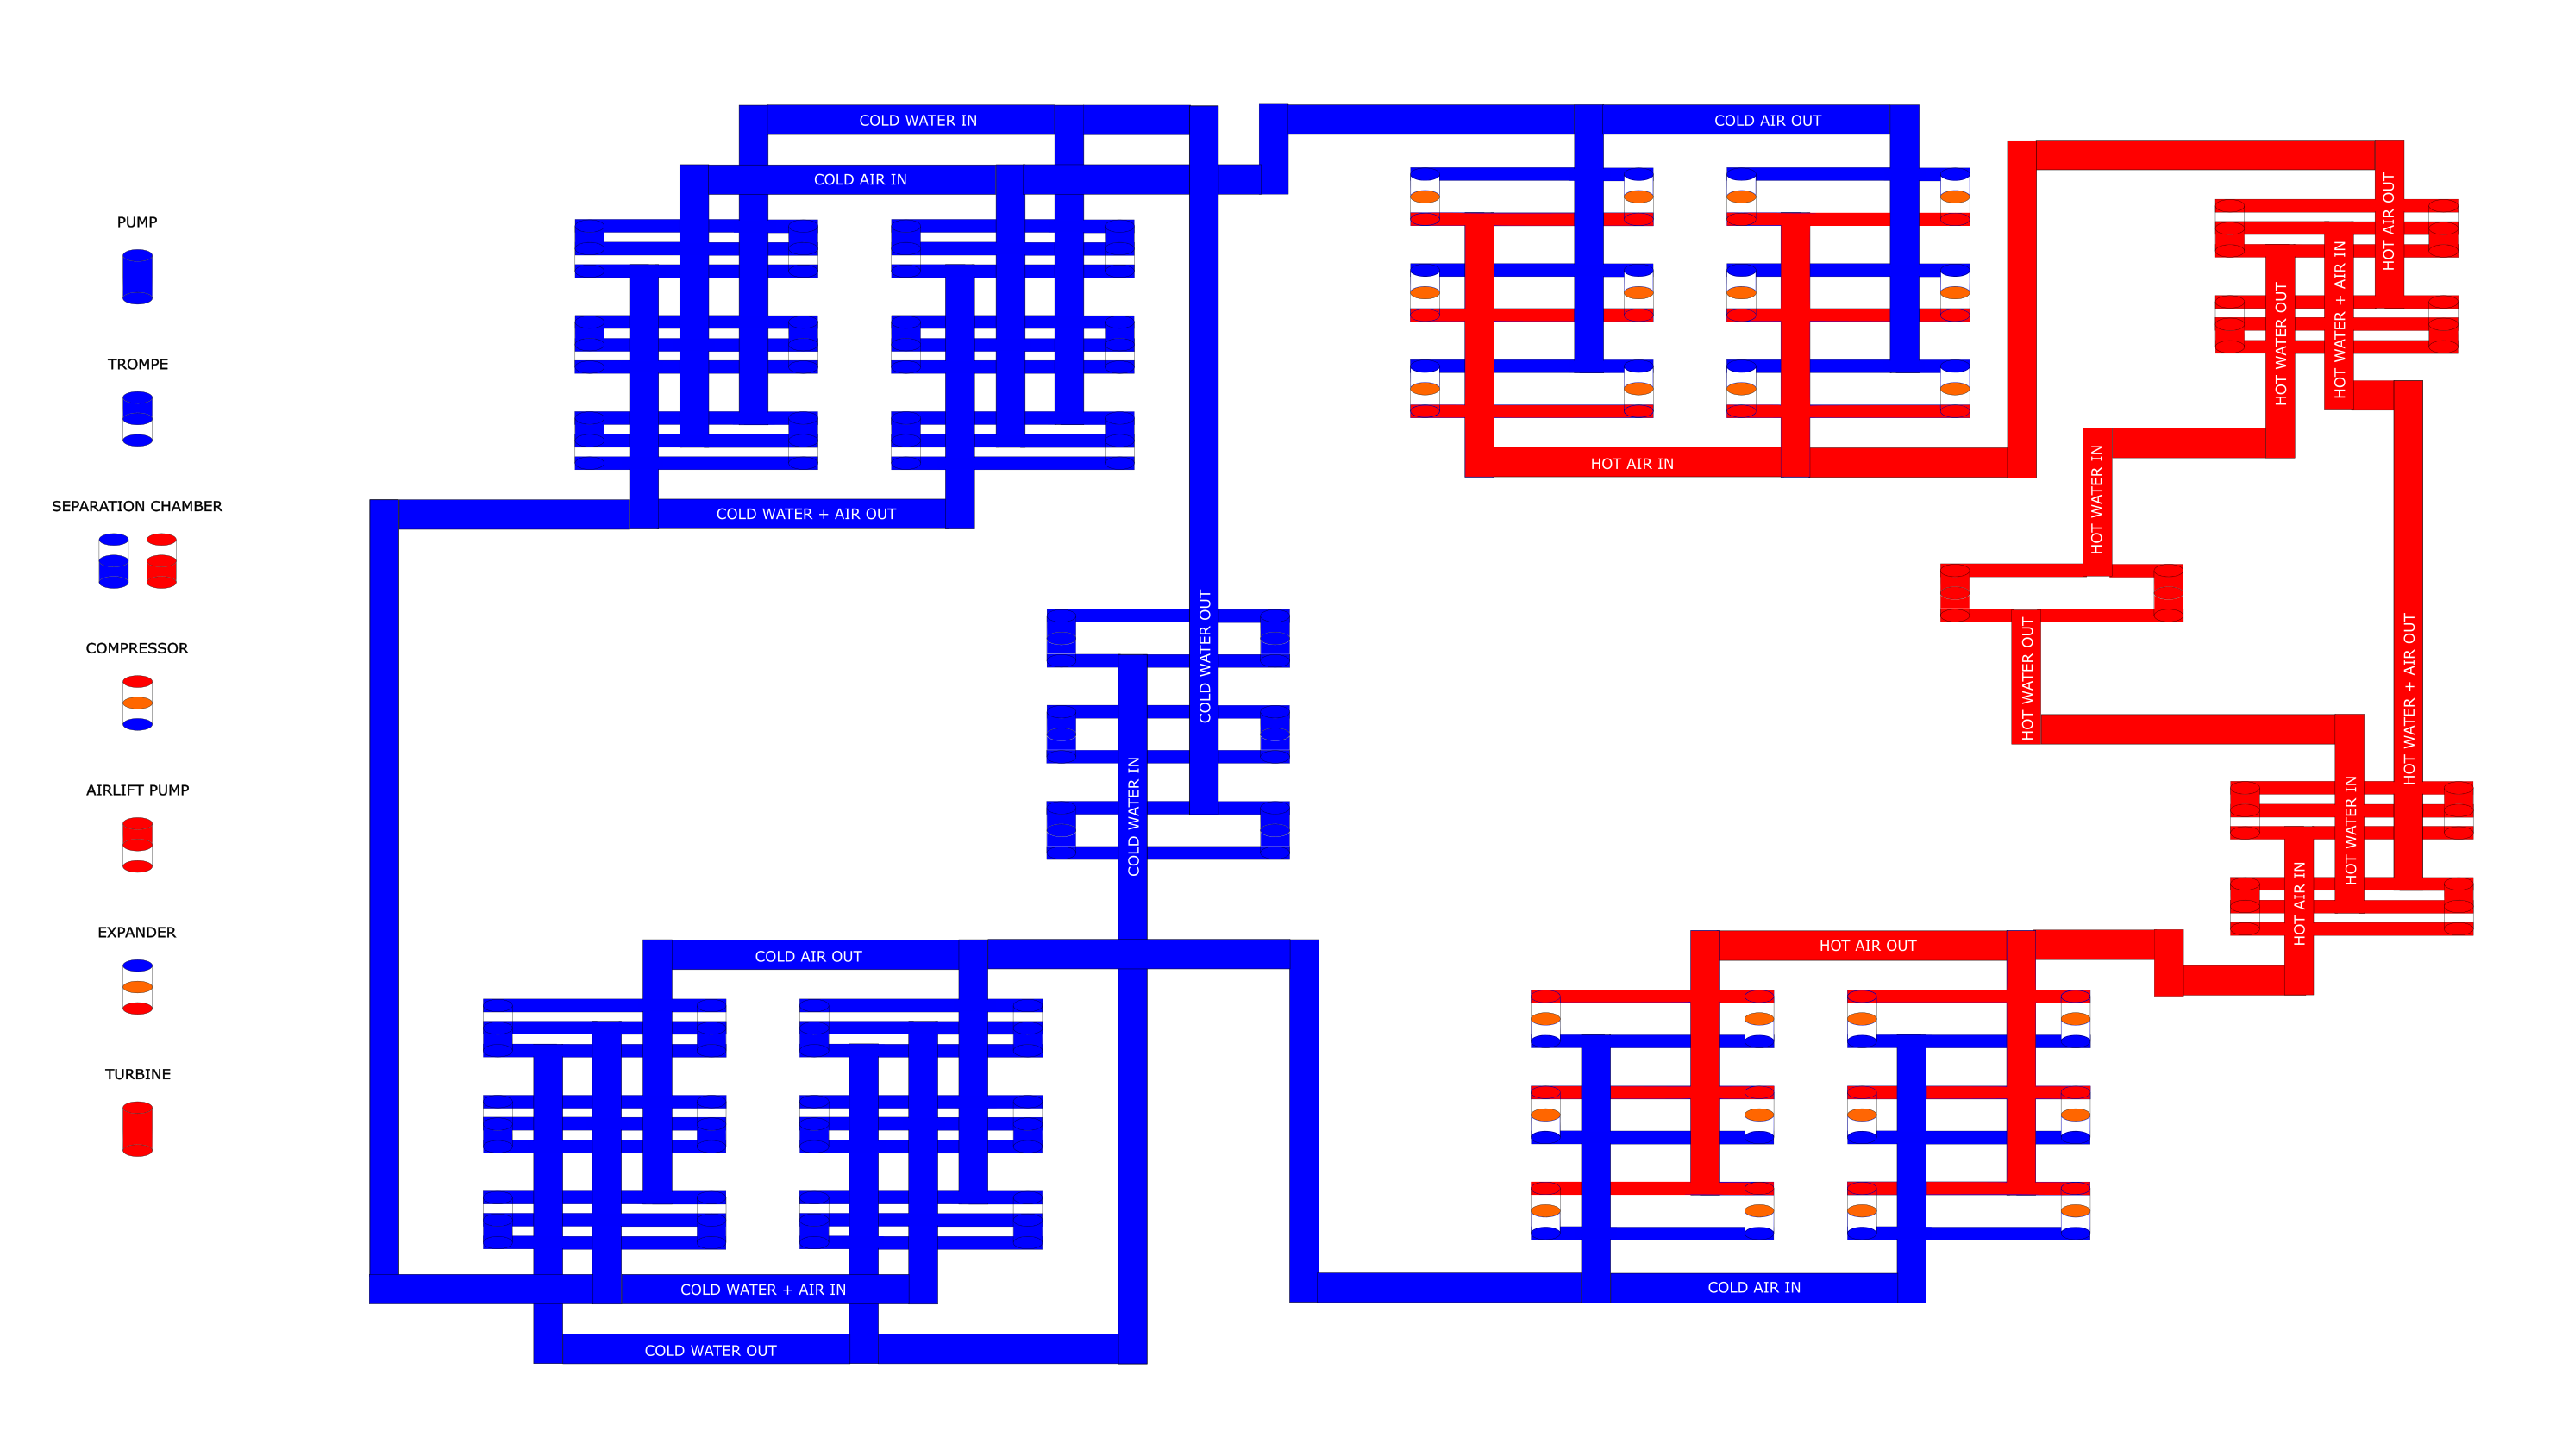 PUMP
TROMPE
SEPARATION CHAMBER
COMPRESSOR
AIRLIFT PUMP
EXPANDER
TURBINE
COLD WATER IN
COLD AIR IN
COLD WATER + AIR OUT
COLD WATER OUT
COLD WATER IN
COLD AIR OUT
COLD WATER + AIR IN
COLD WATER OUT
COLD AIR OUT
HOT AIR IN
HOT AIR OUT
HOT WATER + AIR IN
HOT WATER OUT
HOT WATER IN
HOT WATER OUT
HOT WATER + AIR OUT
HOT WATER IN
HOT AIR IN
HOT AIR OUT
COLD AIR IN